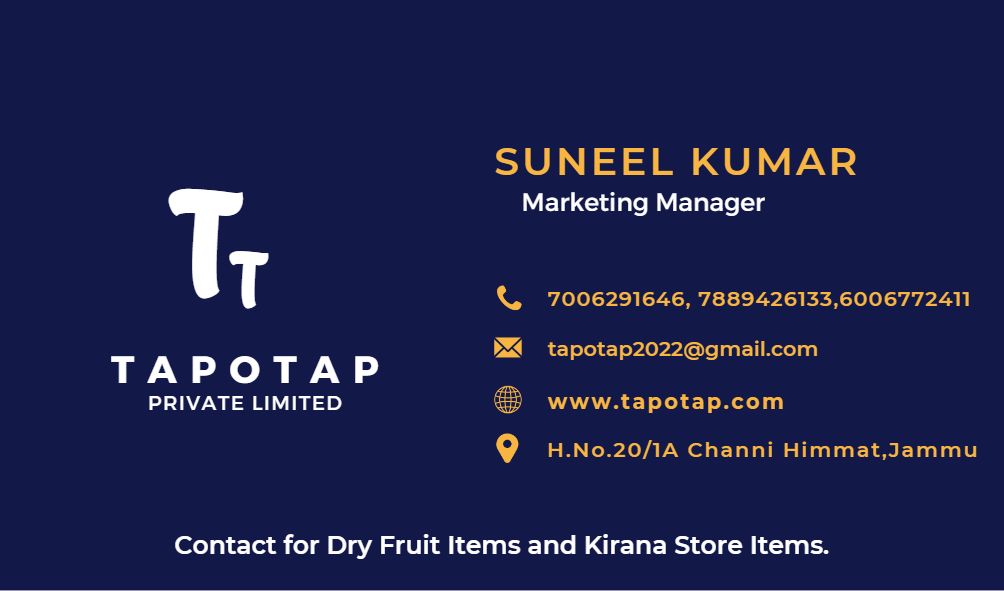 Tt
TAPOTAP
PRIVATE LIMITED
SUNEEL KUMAR
Marketing Manager
7006291646, 7889426133,6006772411
tapotap2022@gmail.com
www.tapotap.com
H.No.20/1A Channi Himmat,Jammu
Contact for Dry Fruit Items and Kirana Store Items.